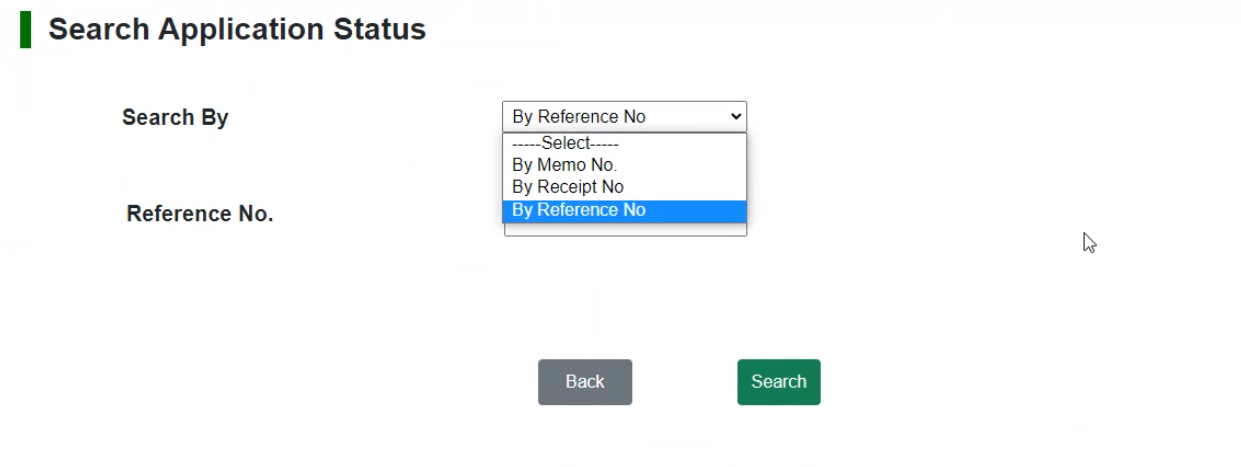 Search Application Status
Search By
By Reference No
-----Select-----
By Memo No.
By Receipt No
By Reference No
Reference No.
Back
Search